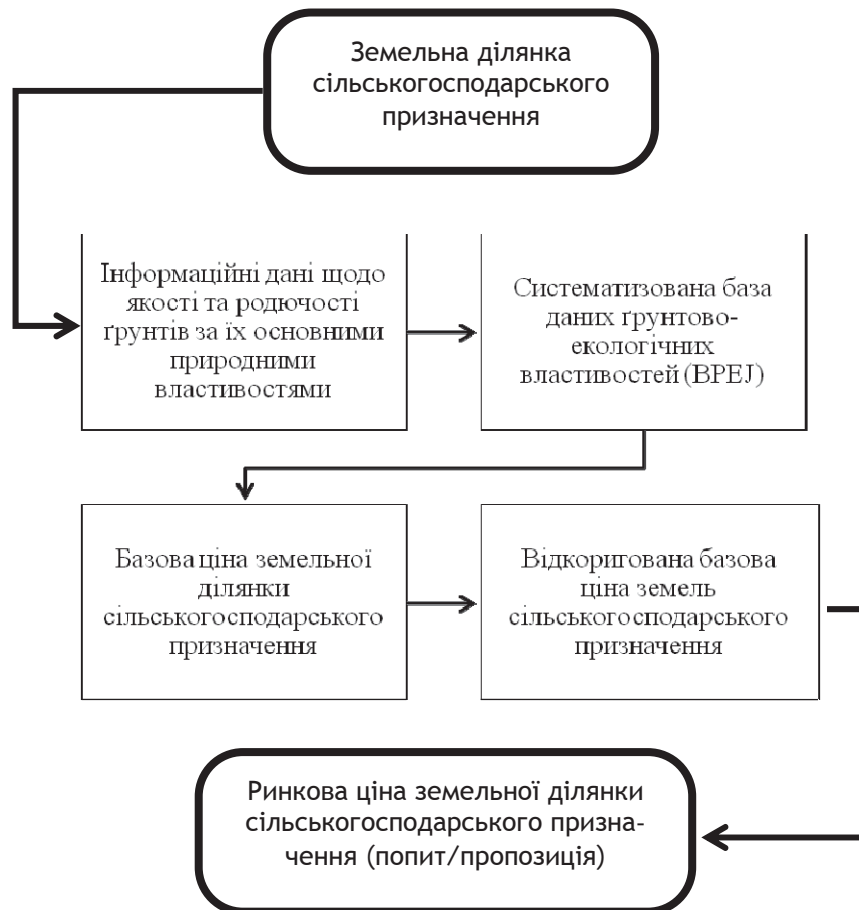 Земельна ділянка
сільськогосподарського
призначення
Інформаційні дані щодо
якості та родючості
ґрунтів за їх основними
природними
властивостями
Систематизована база
даних ґрунтово-
екологічних
властивостей (BPEJ)
Базова ціна земельної
ділянки
сільськогосподарського
призначення
Відкоригована базова
ціна земель
сільськогосподарського
призначення
Ринкова ціна земельної ділянки
сільськогосподарського призна-
чення (попит/пропозиція)